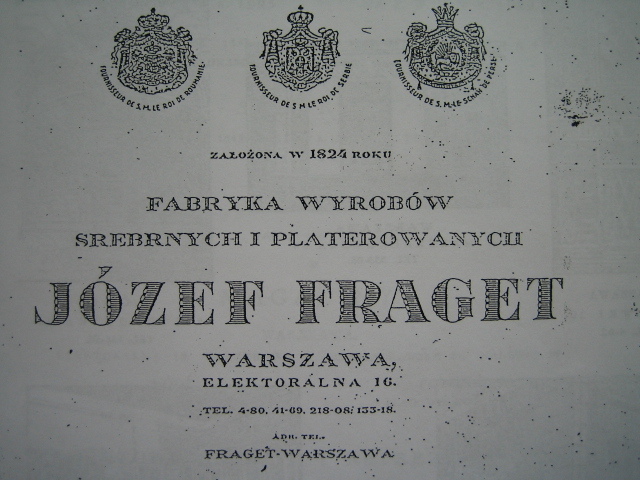 FOURNISSEUR DE S.M. LE ROI DE ROUMANIE.
FOURNISSEUR DE S M. LE ROI DE SERBIE
FOURNISSEUR DE S. M. LE SCHAH DE PERSE.
ZAŁOŻONA W 1824 ROKU
FABRYKA WYROBÓW
SREBRNYCH I PLATEROWANYCH
JÓZEF FRAGET
WARSZAWA,
ELEKTORALNA 16.
TEL. 4-80, 41-69, 218-08; 133-18.
ADR. TEL.
FRAGET-WARSZAWA